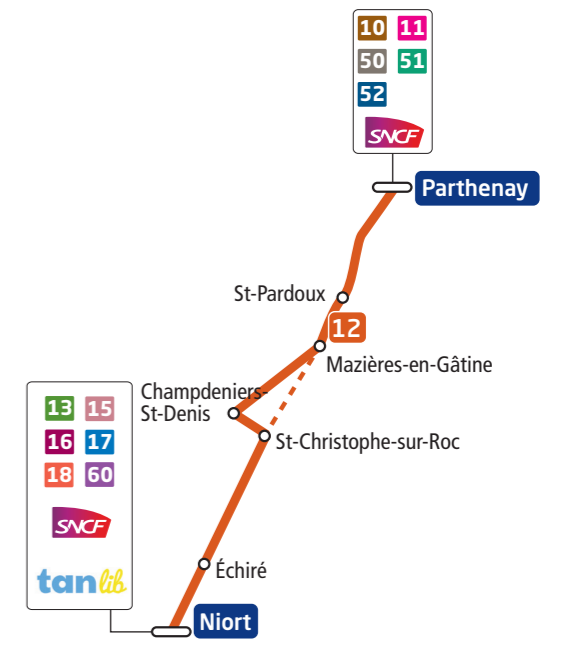 10 11
50 51
52
SNCF
Parthenay
St-Pardoux
12
Mazières-en-Gâtine
Champdeniers-
St-Denis
St-Christophe-sur-Roc
13 15
16 17
18 60
SNCF
tanlib
Échiré
Niort